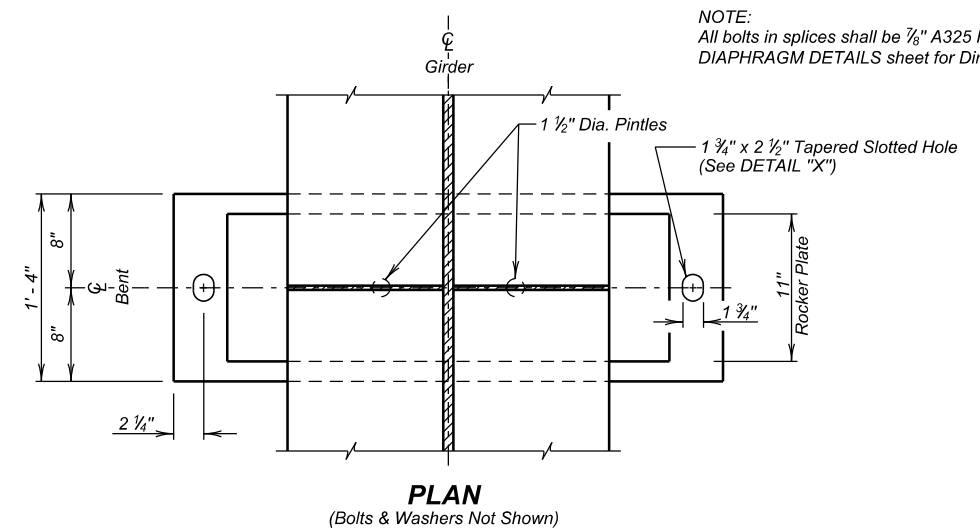 NOTE:
All bolts in splices shall be ⅞" A325
DIAPHRAGM DETAILS sheet for
℄
Girder
1 ½" Dia. Pintles
1 ¾" x 2 ½" Tapered Slotted Hole
(See DETAIL "X")
1' - 4"
8"
8"
℄
Bent
11"
Rocker Plate
1 ¾"
2 ¼"
PLAN
(Bolts & Washers Not Shown)